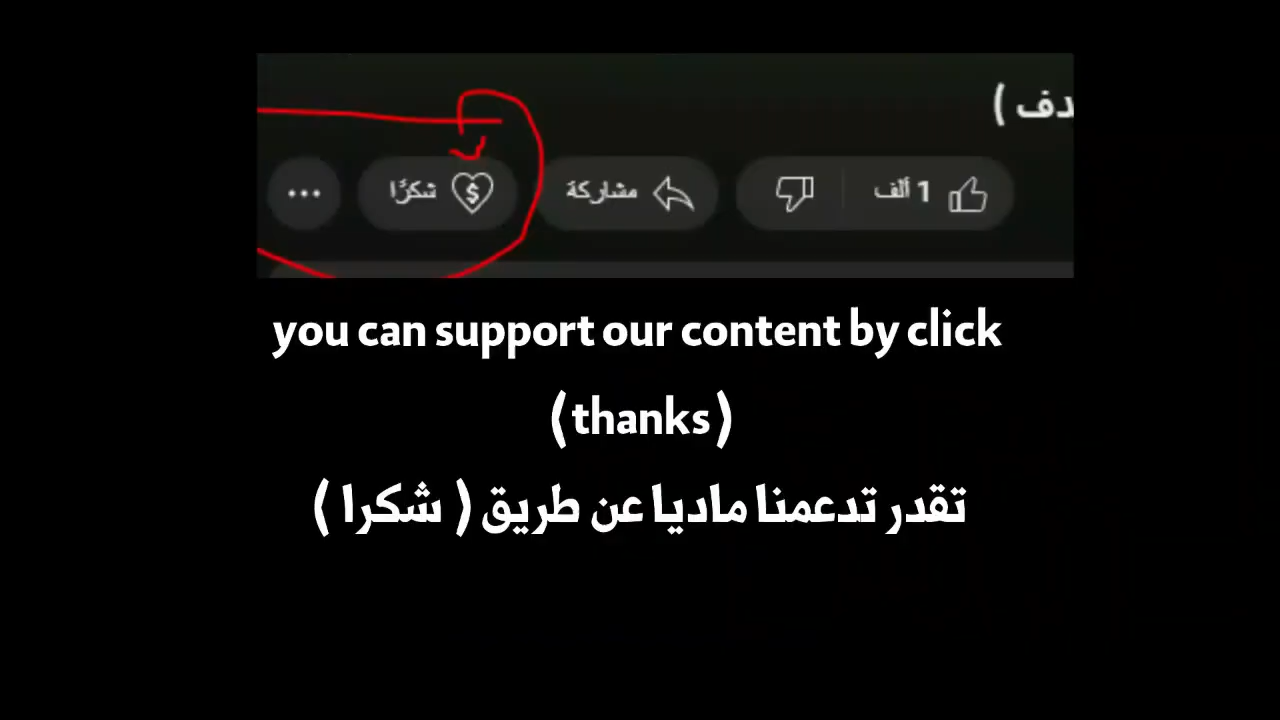 دف )
1 ألف
مشاركة
شكرًا
you can support our content by click
(thanks)
تقدر تدعمنا ماديا عن طريق ( شكرا )